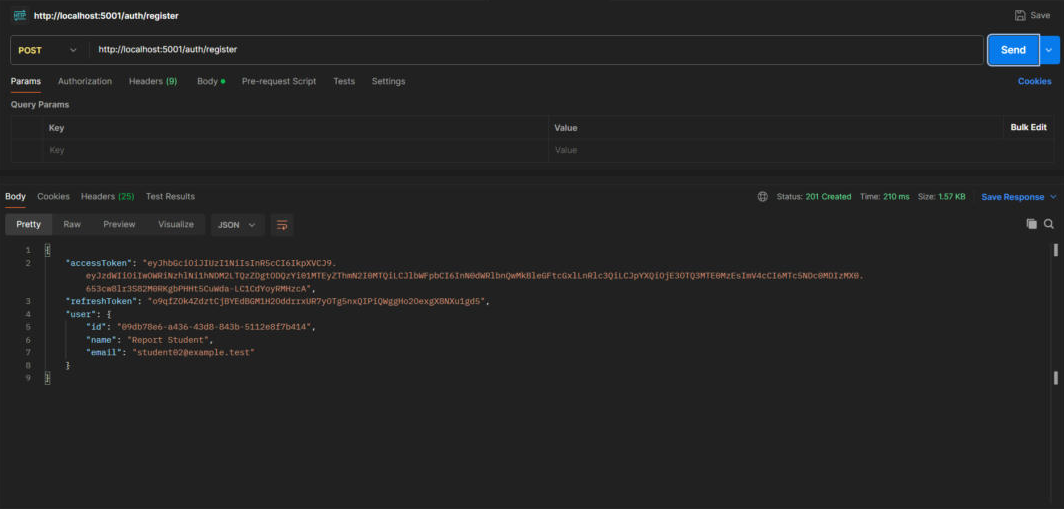 HTTP http://localhost:5001/auth/register Save
POST http://localhost:5001/auth/register Send
Params Authorization Headers (9) Body Pre-request Script Tests Settings Cookies
Query Params
Key Value Bulk Edit
Key Value
Body Cookies Headers (25) Test Results Status: 201 Created Time: 210 ms Size: 1.57 KB Save Response
Pretty Raw Preview Visualize JSON
1 {
2 "accessToken": "eyJhbGciOiJIUzI1NiIsInR5cCI6IkpXVCJ9.
3 "refreshToken":
4 "user": {
5 "id": "09db78e6-a436-43d8-843b-5112e8f7b414",
6 "name": "Report Student",
7 "email": "student02@example.test"
8 }
9 }